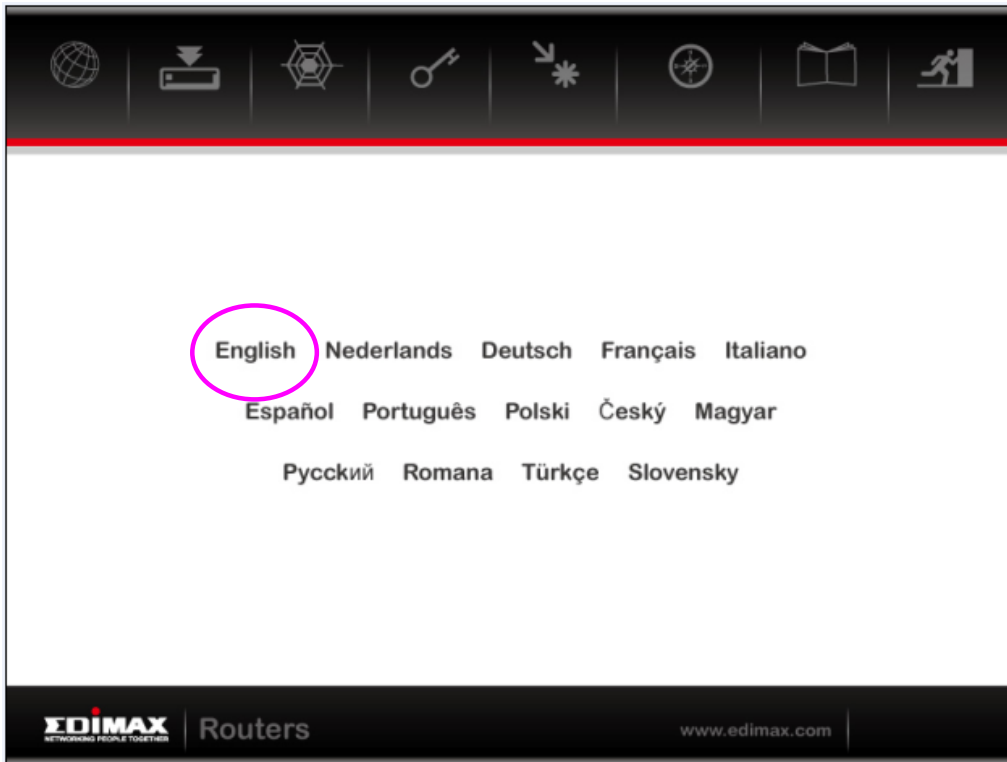 English Nederlands Deutsch Français Italiano
Español Português Polski Český Magyar
Русский Romana Türkçe Slovensky
EDIMAX Routers www.edimax.com
NETWORKING PEOPLE TOGETHER